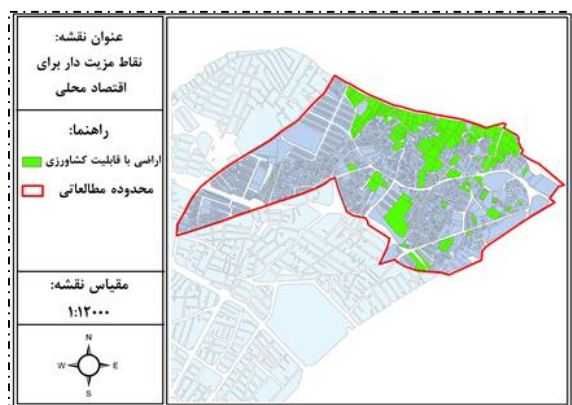 عنوان نقشه:
نقاط مزیت دار برای
اقتصاد محلی
راهنما:
اراضی با قابلیت کشاورزی
محدوده مطالعاتی
مقیاس نقشه:
۱:۱۲۰۰۰
N
W E
S